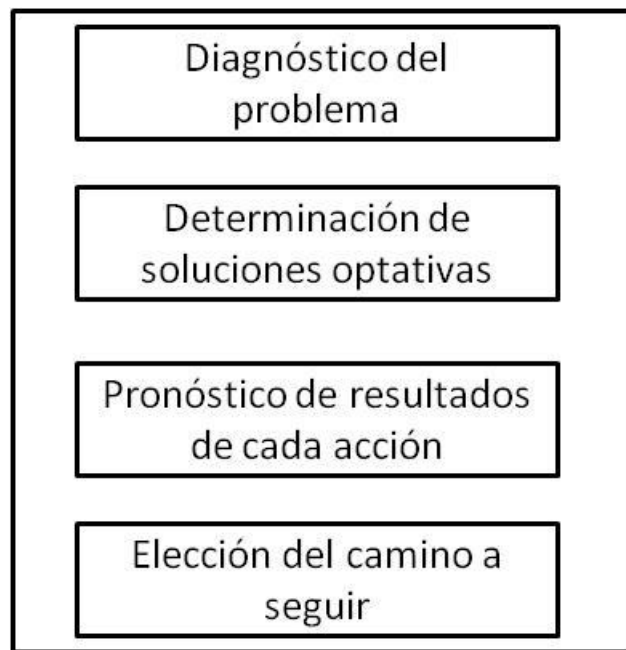 Diagnóstico del
problema
Determinación de
soluciones optativas
Pronóstico de resultados
de cada acción
Elección del camino a
seguir